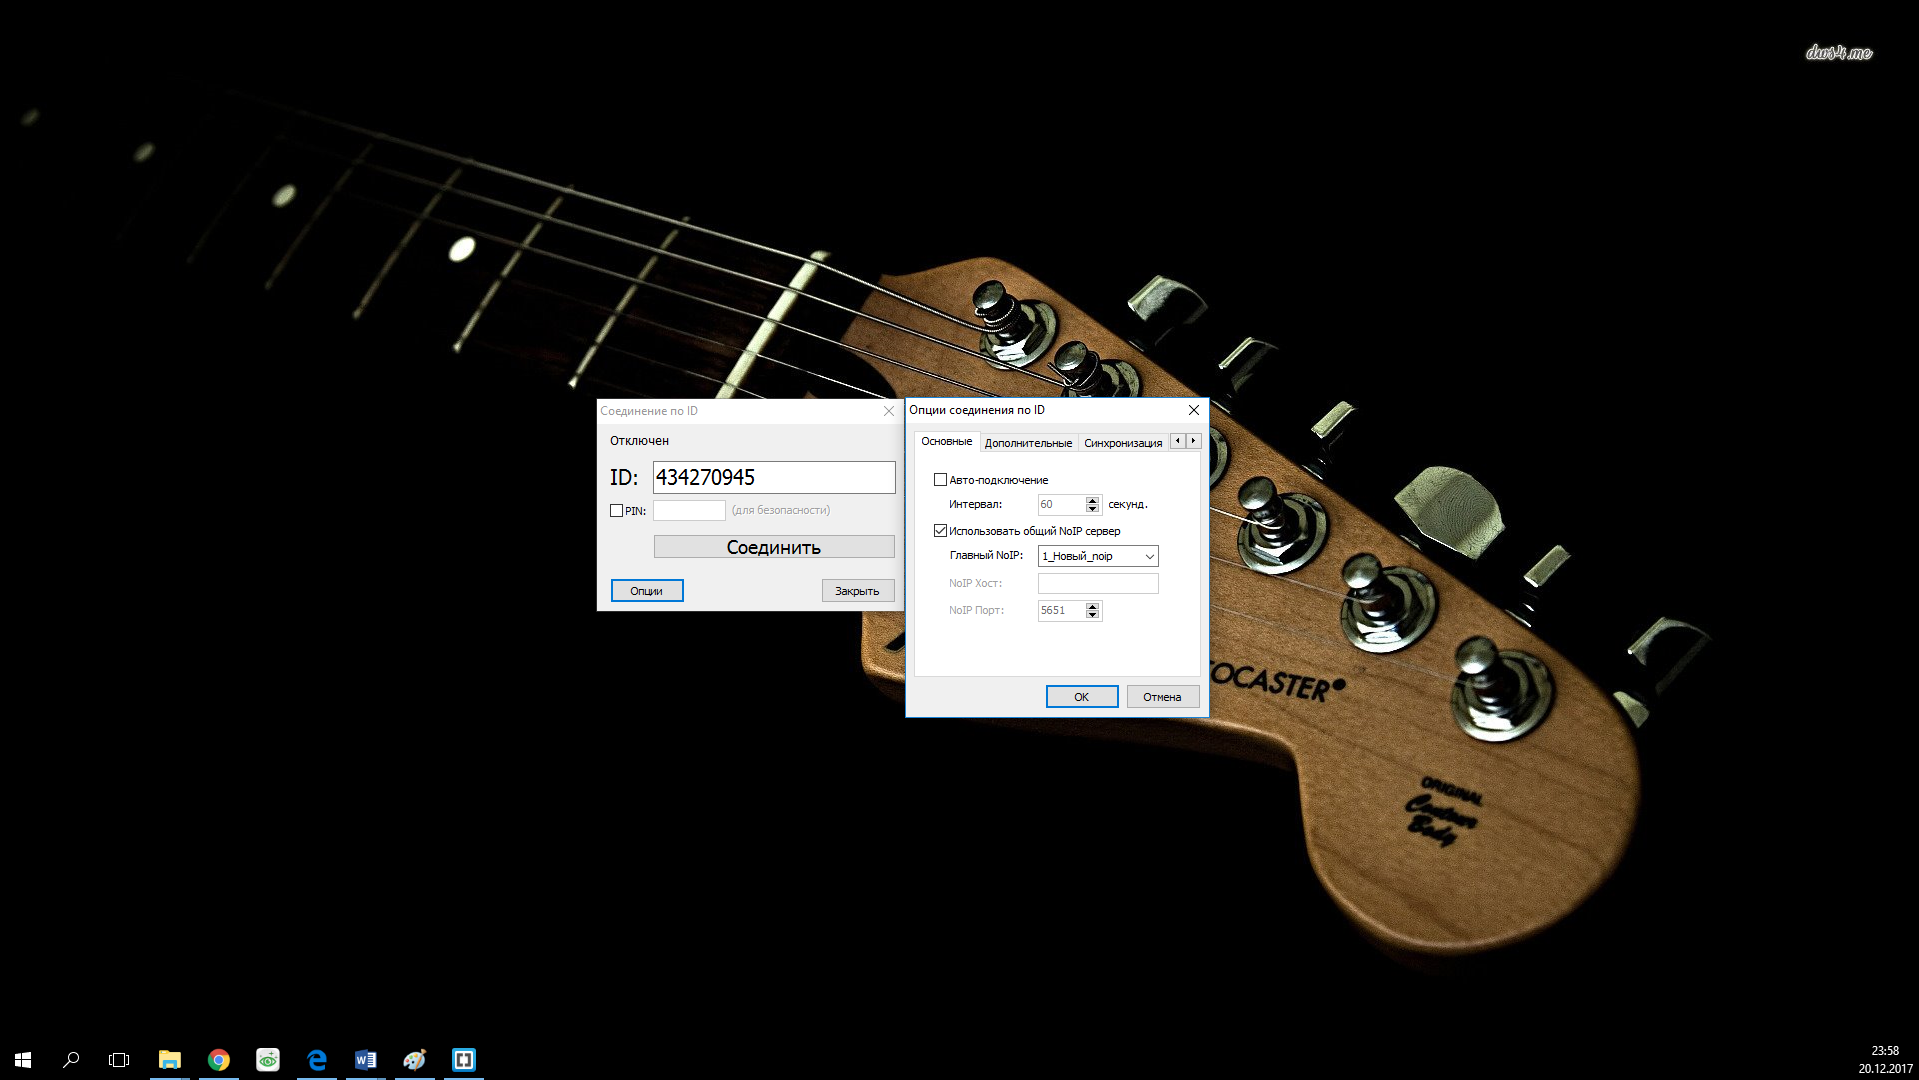 dws4.me
Соединение по ID
Отключен
ID: 434270945
PIN: (для безопасности)
Соединить
Опции Закрыть
Опции соединения по ID
Основные Дополнительные Синхронизация
Авто-подключение
Интервал: 60 секунд.
Использовать общий NoIP сервер
Главный NoIP: 1_Новый_noip
NoIP Хост:
NoIP Порт: 5651
OK Отмена
OCASTER
ORIGINAL
Contour
Body
23:58
20.12.2017